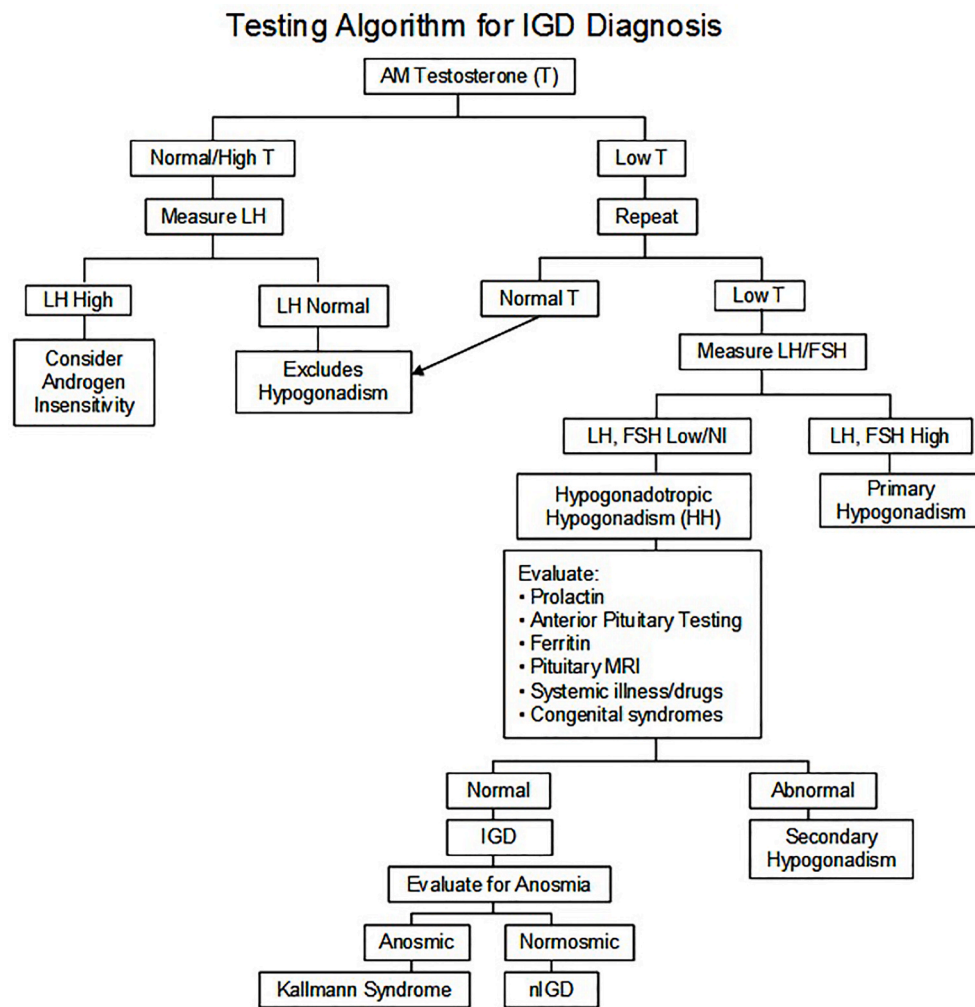 Testing Algorithm for IGD Diagnosis
AM Testosterone (T)
Normal/High T
Low T
Measure LH
Repeat
LH High
LH Normal
Normal T
Low T
Consider
Androgen
Insensitivity
Excludes
Hypogonadism
Measure LH/FSH
LH, FSH Low/Nl
LH, FSH High
Hypogonadotropic
Hypogonadism (HH)
Primary
Hypogonadism
Evaluate:
• Prolactin
• Anterior Pituitary Testing
• Ferritin
• Pituitary MRI
• Systemic illness/drugs
• Congenital syndromes
Normal
Abnormal
IGD
Secondary
Hypogonadism
Evaluate for Anosmia
Anosmic
Normosmic
Kallmann Syndrome
nIGD